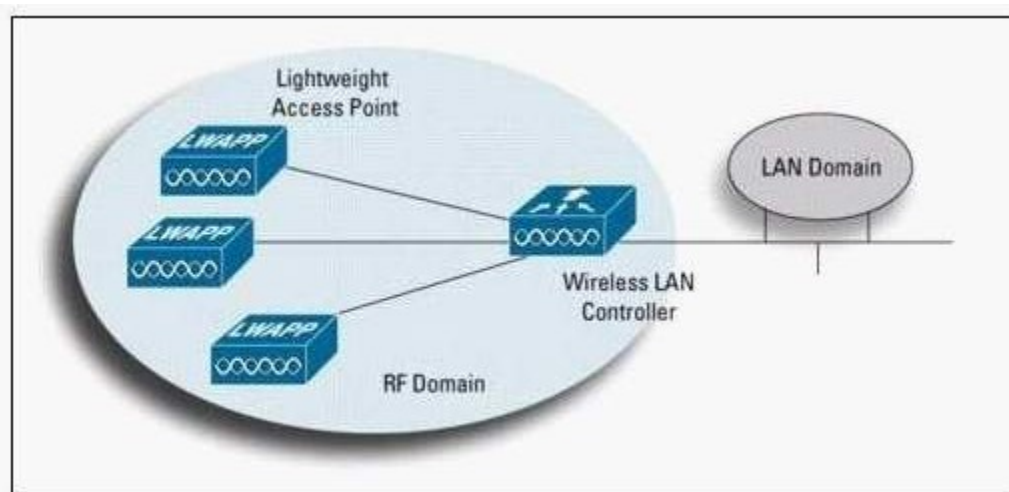 Lightweight
Access Point
LWAPP
LWAPP
LWAPP
Wireless LAN
Controller
RF Domain
LAN Domain